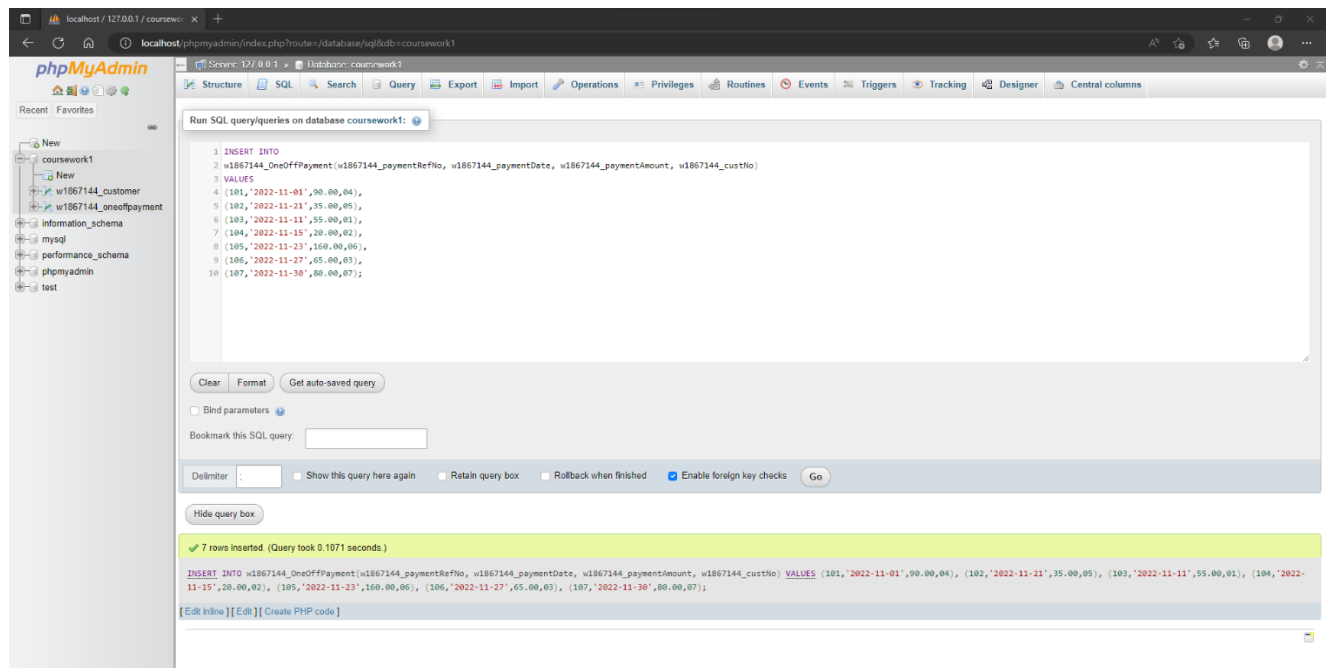 localhost / 127.0.0.1 / coursewo
localhost/phpmyadmin/index.php?route=/database/sql&db=coursework1
phpMyAdmin
Recent Favorites
New
coursework1
New
w1867144_customer
w1867144_oneoffpayment
information_schema
mysql
performance_schema
phpmyadmin
test
Server: 127.0.0.1 » Database: coursework1
Structure SQL Search Query Export Import Operations Privileges Routines Events Triggers Tracking Designer Central columns
Run SQL query/queries on database coursework1:
1 INSERT INTO
2 w1867144_OneOffPayment(w1867144_paymentRefNo, w1867144_paymentDate, w1867144_paymentAmount, w1867144_custNo)
3 VALUES
4 (101,'2022-11-01',90.00,04),
5 (102,'2022-11-21',35.00,05),
6 (103,'2022-11-11',55.00,01),
7 (104,'2022-11-15',20.00,02),
8 (105,'2022-11-23',160.00,06),
9 (106,'2022-11-27',65.00,03),
10 (107,'2022-11-30',80.00,07);
Clear Format Get auto-saved query
Bind parameters
Bookmark this SQL query:
Delimiter ; Show this query here again Retain query box Rollback when finished Enable foreign key checks Go
Hide query box
7 rows inserted. (Query took 0.1071 seconds.)
INSERT INTO w1867144_OneOffPayment(w1867144_paymentRefNo, w1867144_paymentDate, w1867144_paymentAmount, w1867144_custNo) VALUES (101,'2022-11-01',90.00,04), (102,'2022-11-21',35.00,05), (103,'2022-11-11',55.00,01), (104,'2022-
11-15',20.00,02), (105,'2022-11-23',160.00,06), (106,'2022-11-27',65.00,03), (107,'2022-11-30',80.00,07);
[ Edit inline ] [ Edit ] [ Create PHP code ]